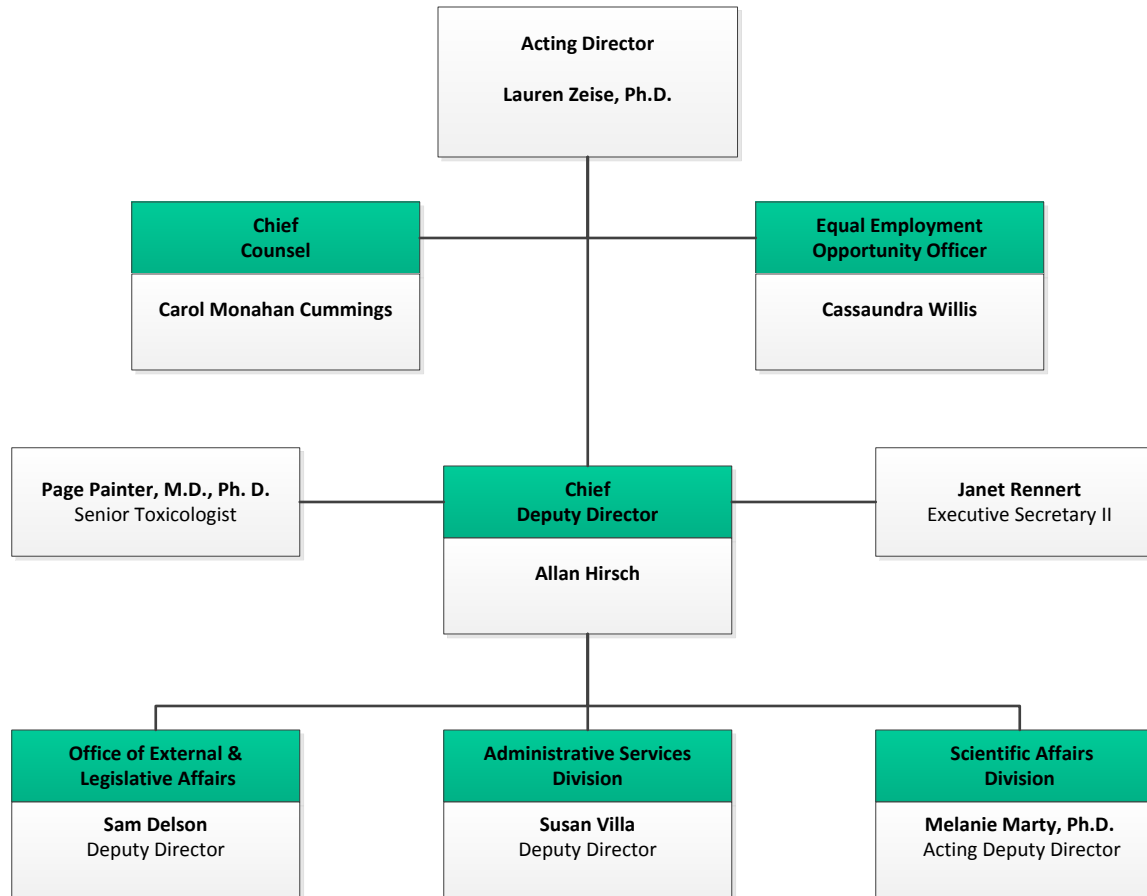 Acting Director
Lauren Zeise, Ph.D.
Chief
Counsel
Carol Monahan Cummings
Equal Employment
Opportunity Officer
Cassaundra Willis
Page Painter, M.D., Ph. D.
Senior Toxicologist
Chief
Deputy Director
Allan Hirsch
Janet Rennert
Executive Secretary II
Office of External &
Legislative Affairs
Sam Delson
Deputy Director
Administrative Services
Division
Susan Villa
Deputy Director
Scientific Affairs
Division
Melanie Marty, Ph.D.
Acting Deputy Director